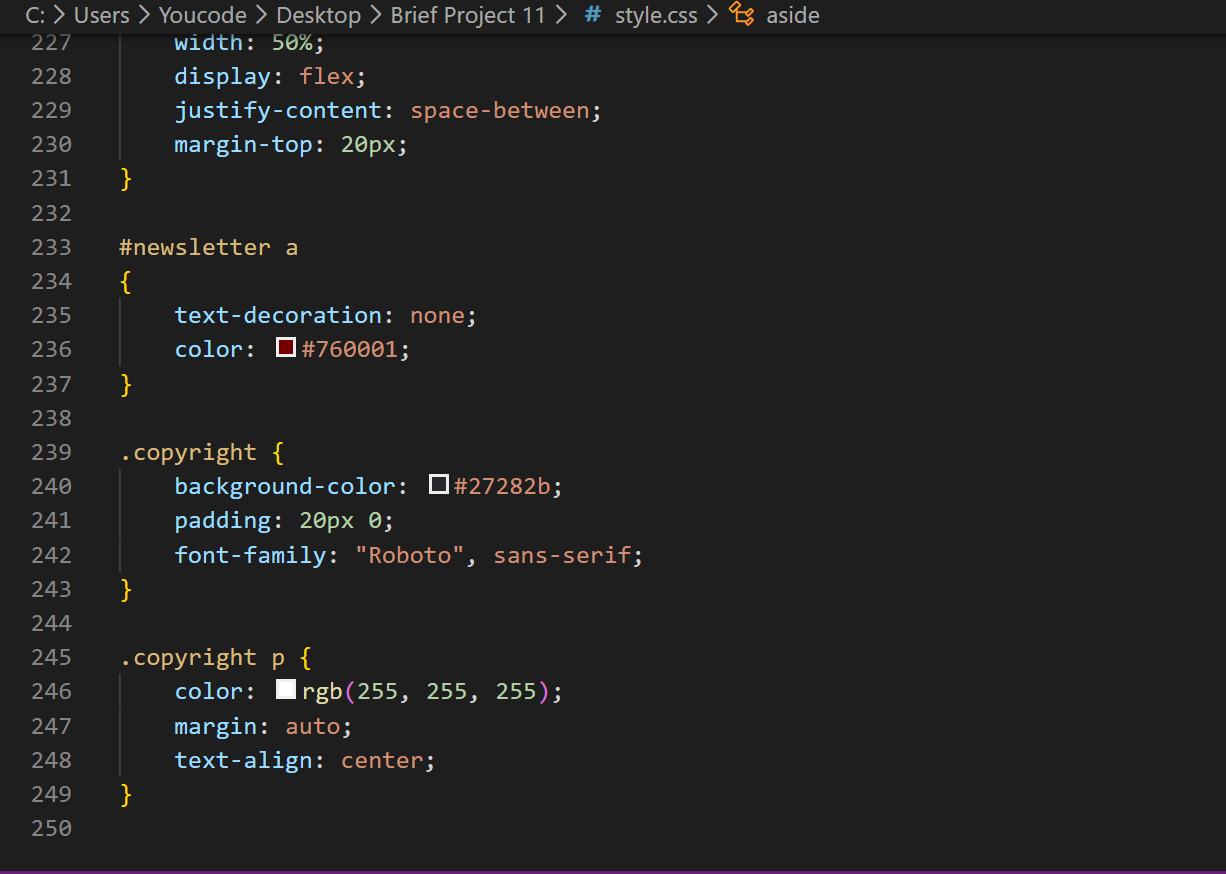 C: > Users > Youcode > Desktop > Brief Project 11 > # style.css > aside
227 width: 50%;
228 display: flex;
229 justify-content: space-between;
230 margin-top: 20px;
231 }
232
233 #newsletter a
234 {
235 text-decoration: none;
236 color: #760001;
237 }
238
239 .copyright {
240 background-color: #27282b;
241 padding: 20px 0;
242 font-family: "Roboto", sans-serif;
243 }
244
245 .copyright p {
246 color: rgb(255, 255, 255);
247 margin: auto;
248 text-align: center;
249 }
250